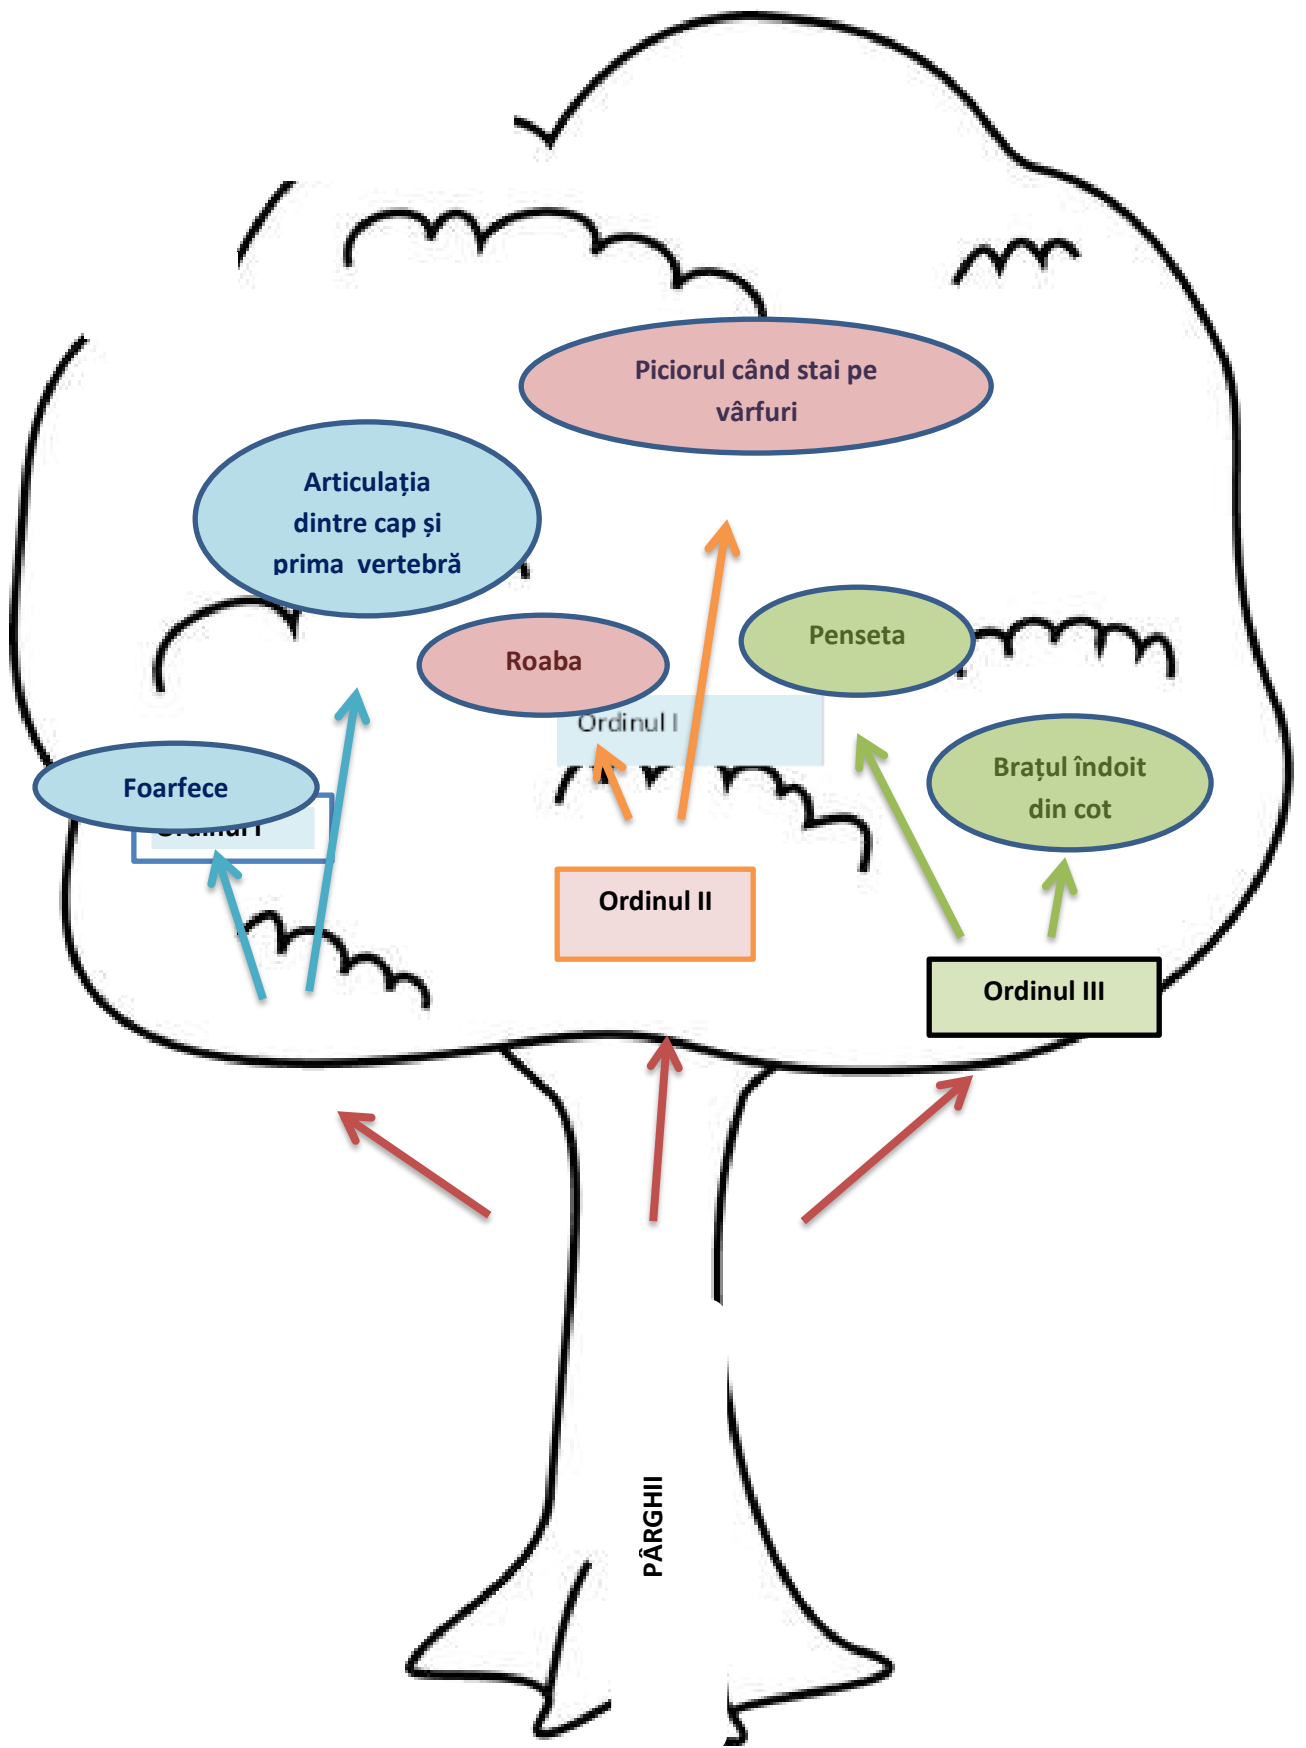 Piciorul când stai pe
vârfuri
Articulația
dintre cap și
prima vertebră
Roaba
Penseta
Ordinul I
Foarfece
Brațul îndoit
din cot
Ordinul I
Ordinul II
Ordinul III
PÂRGHII